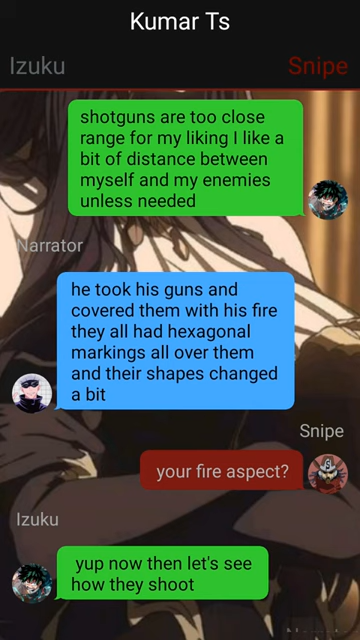 Kumar Ts
Izuku
Snipe
shotguns are too close
range for my liking I like a
bit of distance between
myself and my enemies
unless needed
Narrator
he took his guns and
covered them with his fire
they all had hexagonal
markings all over them
and their shapes changed
a bit
Snipe
your fire aspect?
Izuku
yup now then let's see
how they shoot